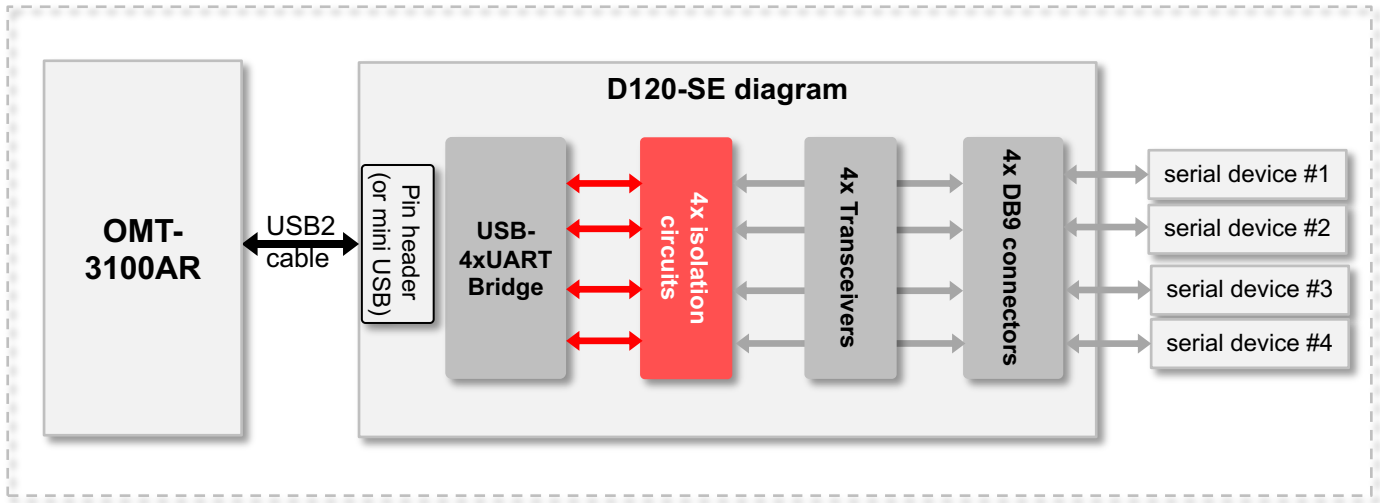 D120-SE diagram
OMT-
3100AR
USB2
cable
Pin header
(or mini USB)
USB-
4xUART
Bridge
4x isolation
circuits
4x Transceivers
4x DB9 connectors
serial device #1
serial device #2
serial device #3
serial device #4